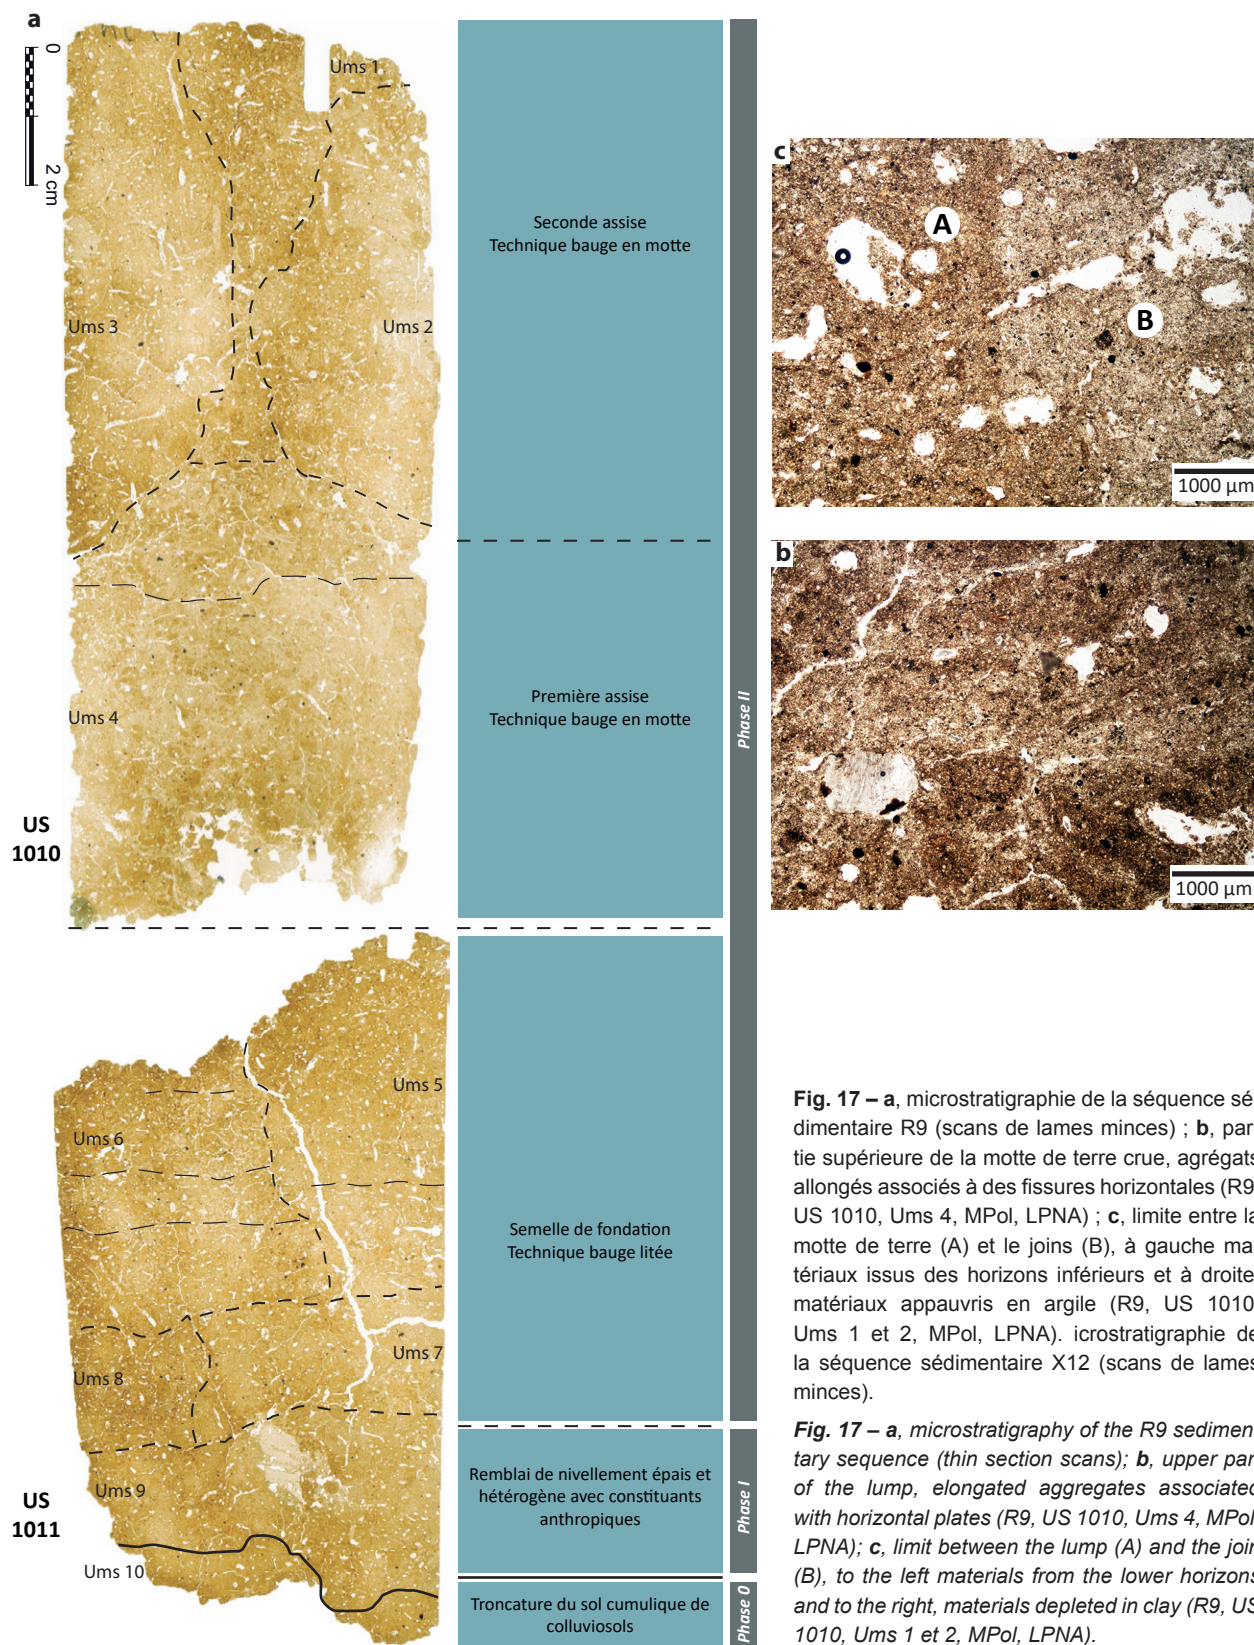 a
0
2 cm
Ums 1
Ums 3
Ums 2
Ums 4
US
1010
Seconde assise
Technique bauge en motte
Première assise
Technique bauge en motte
Phase II
c
A
B
1000 µm
b
1000 µm
Ums 5
Ums 6
Ums 7
Ums 8
Ums 9
US
1011
Ums 10
Semelle de fondation
Technique bauge litée
Remblai de nivellement épais et
hétérogène avec constituants
anthropiques
Phase I
Troncature du sol cumulique de
colluviosols
Phase 0
Fig. 17 – a, microstratigraphie de la séquence sé
dimentaire R9 (scans de lames minces) ; b, par
tie supérieure de la motte de terre crue, agrégats
allongés associés à des fissures horizontales (R9
US 1010, Ums 4, MPol, LPNA) ; c, limite entre la
motte de terre (A) et le joins (B), à gauche ma
tériaux issus des horizons inférieurs et à droite
matériaux appauvris en argile (R9, US 1010
Ums 1 et 2, MPol, LPNA). icrostratigraphie de
la séquence sédimentaire X12 (scans de lames
minces).
Fig. 17 – a, microstratigraphy of the R9 sedimen
tary sequence (thin section scans); b, upper par
of the lump, elongated aggregates associated
with horizontal plates (R9, US 1010, Ums 4, MPol
LPNA); c, limit between the lump (A) and the join
(B), to the left materials from the lower horizons
and to the right, materials depleted in clay (R9, US
1010, Ums 1 et 2, MPol, LPNA).